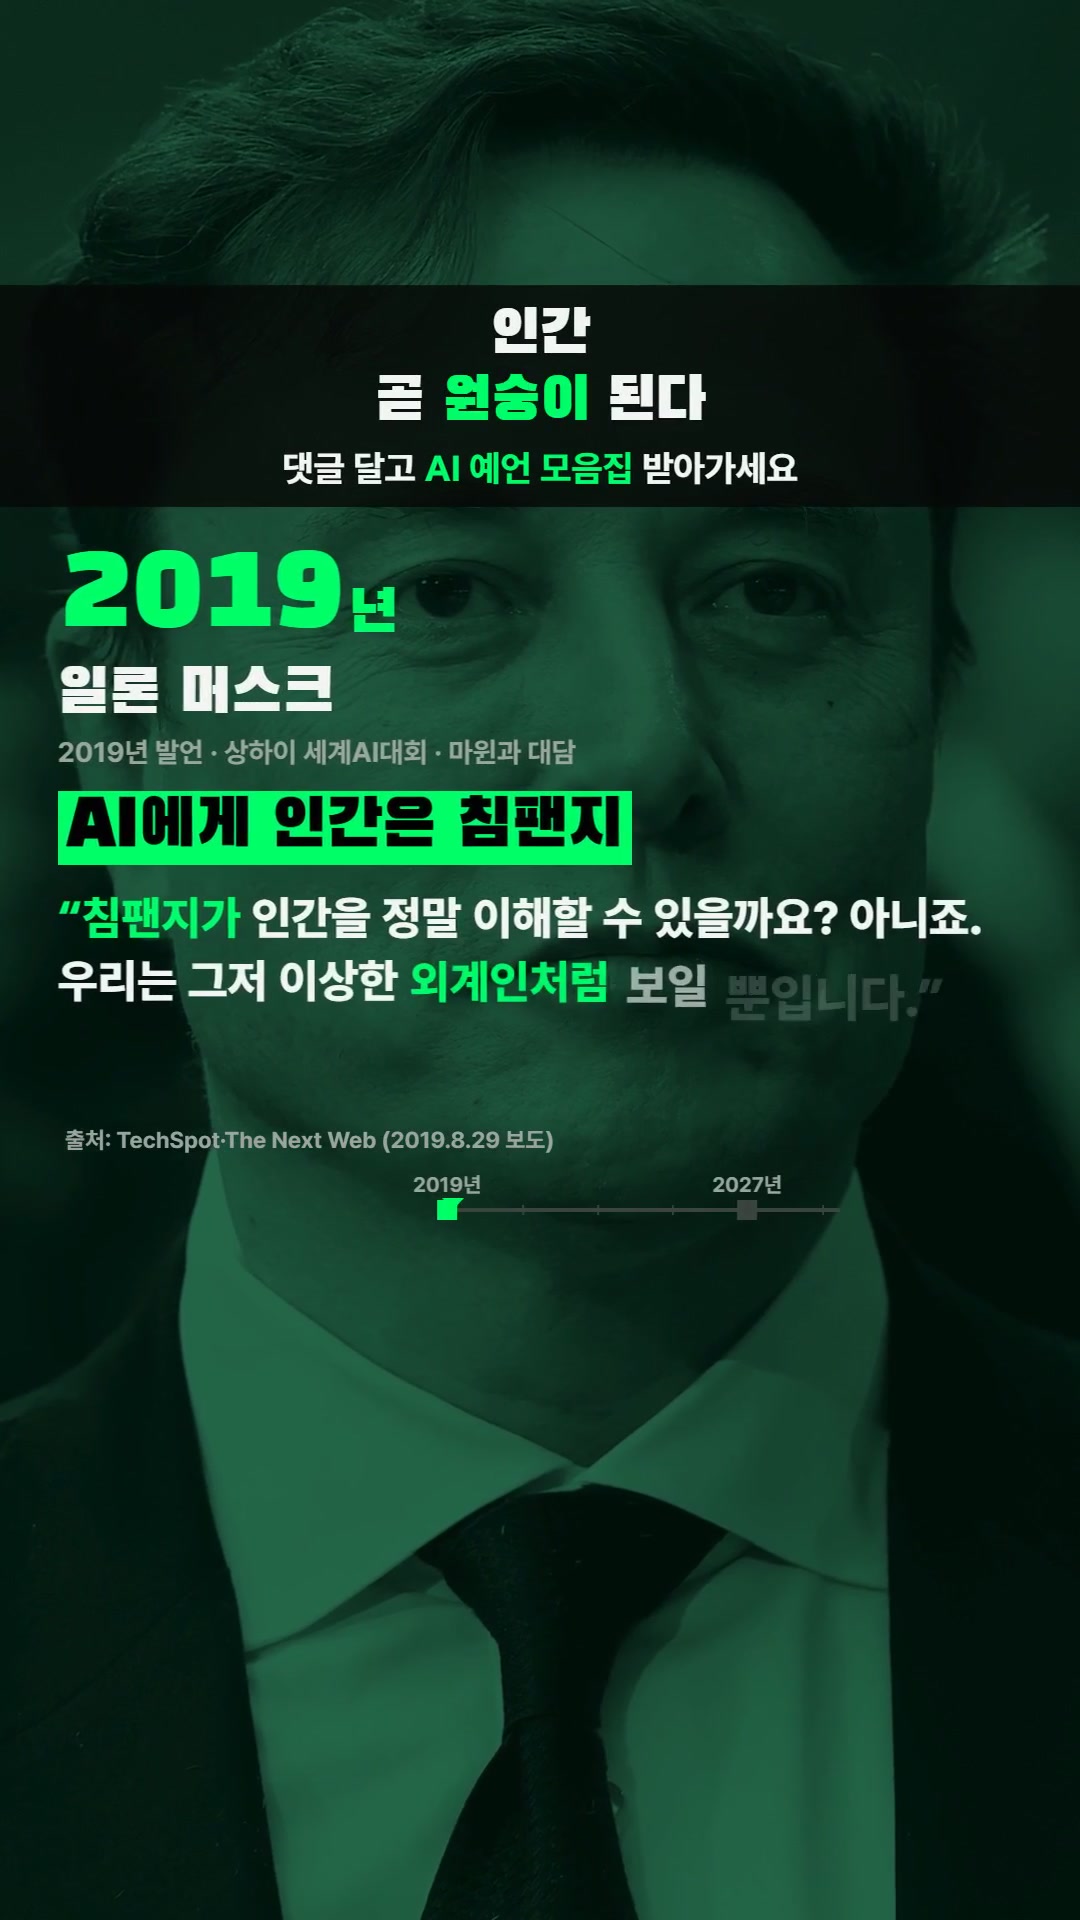 인간
곧 원숭이 된다
댓글 달고 AI 예언 모음집 받아가세요
2019년
일론 머스크
2019년 발언 · 상하이 세계AI대회 · 마윈과 대담
AI에게 인간은 침팬지
“침팬지가 인간을 정말 이해할 수 있을까요? 아니죠.
우리는 그저 이상한 외계인처럼 보일 뿐입니다.”
출처: TechSpot·The Next Web (2019.8.29 보도)
2019년 2027년